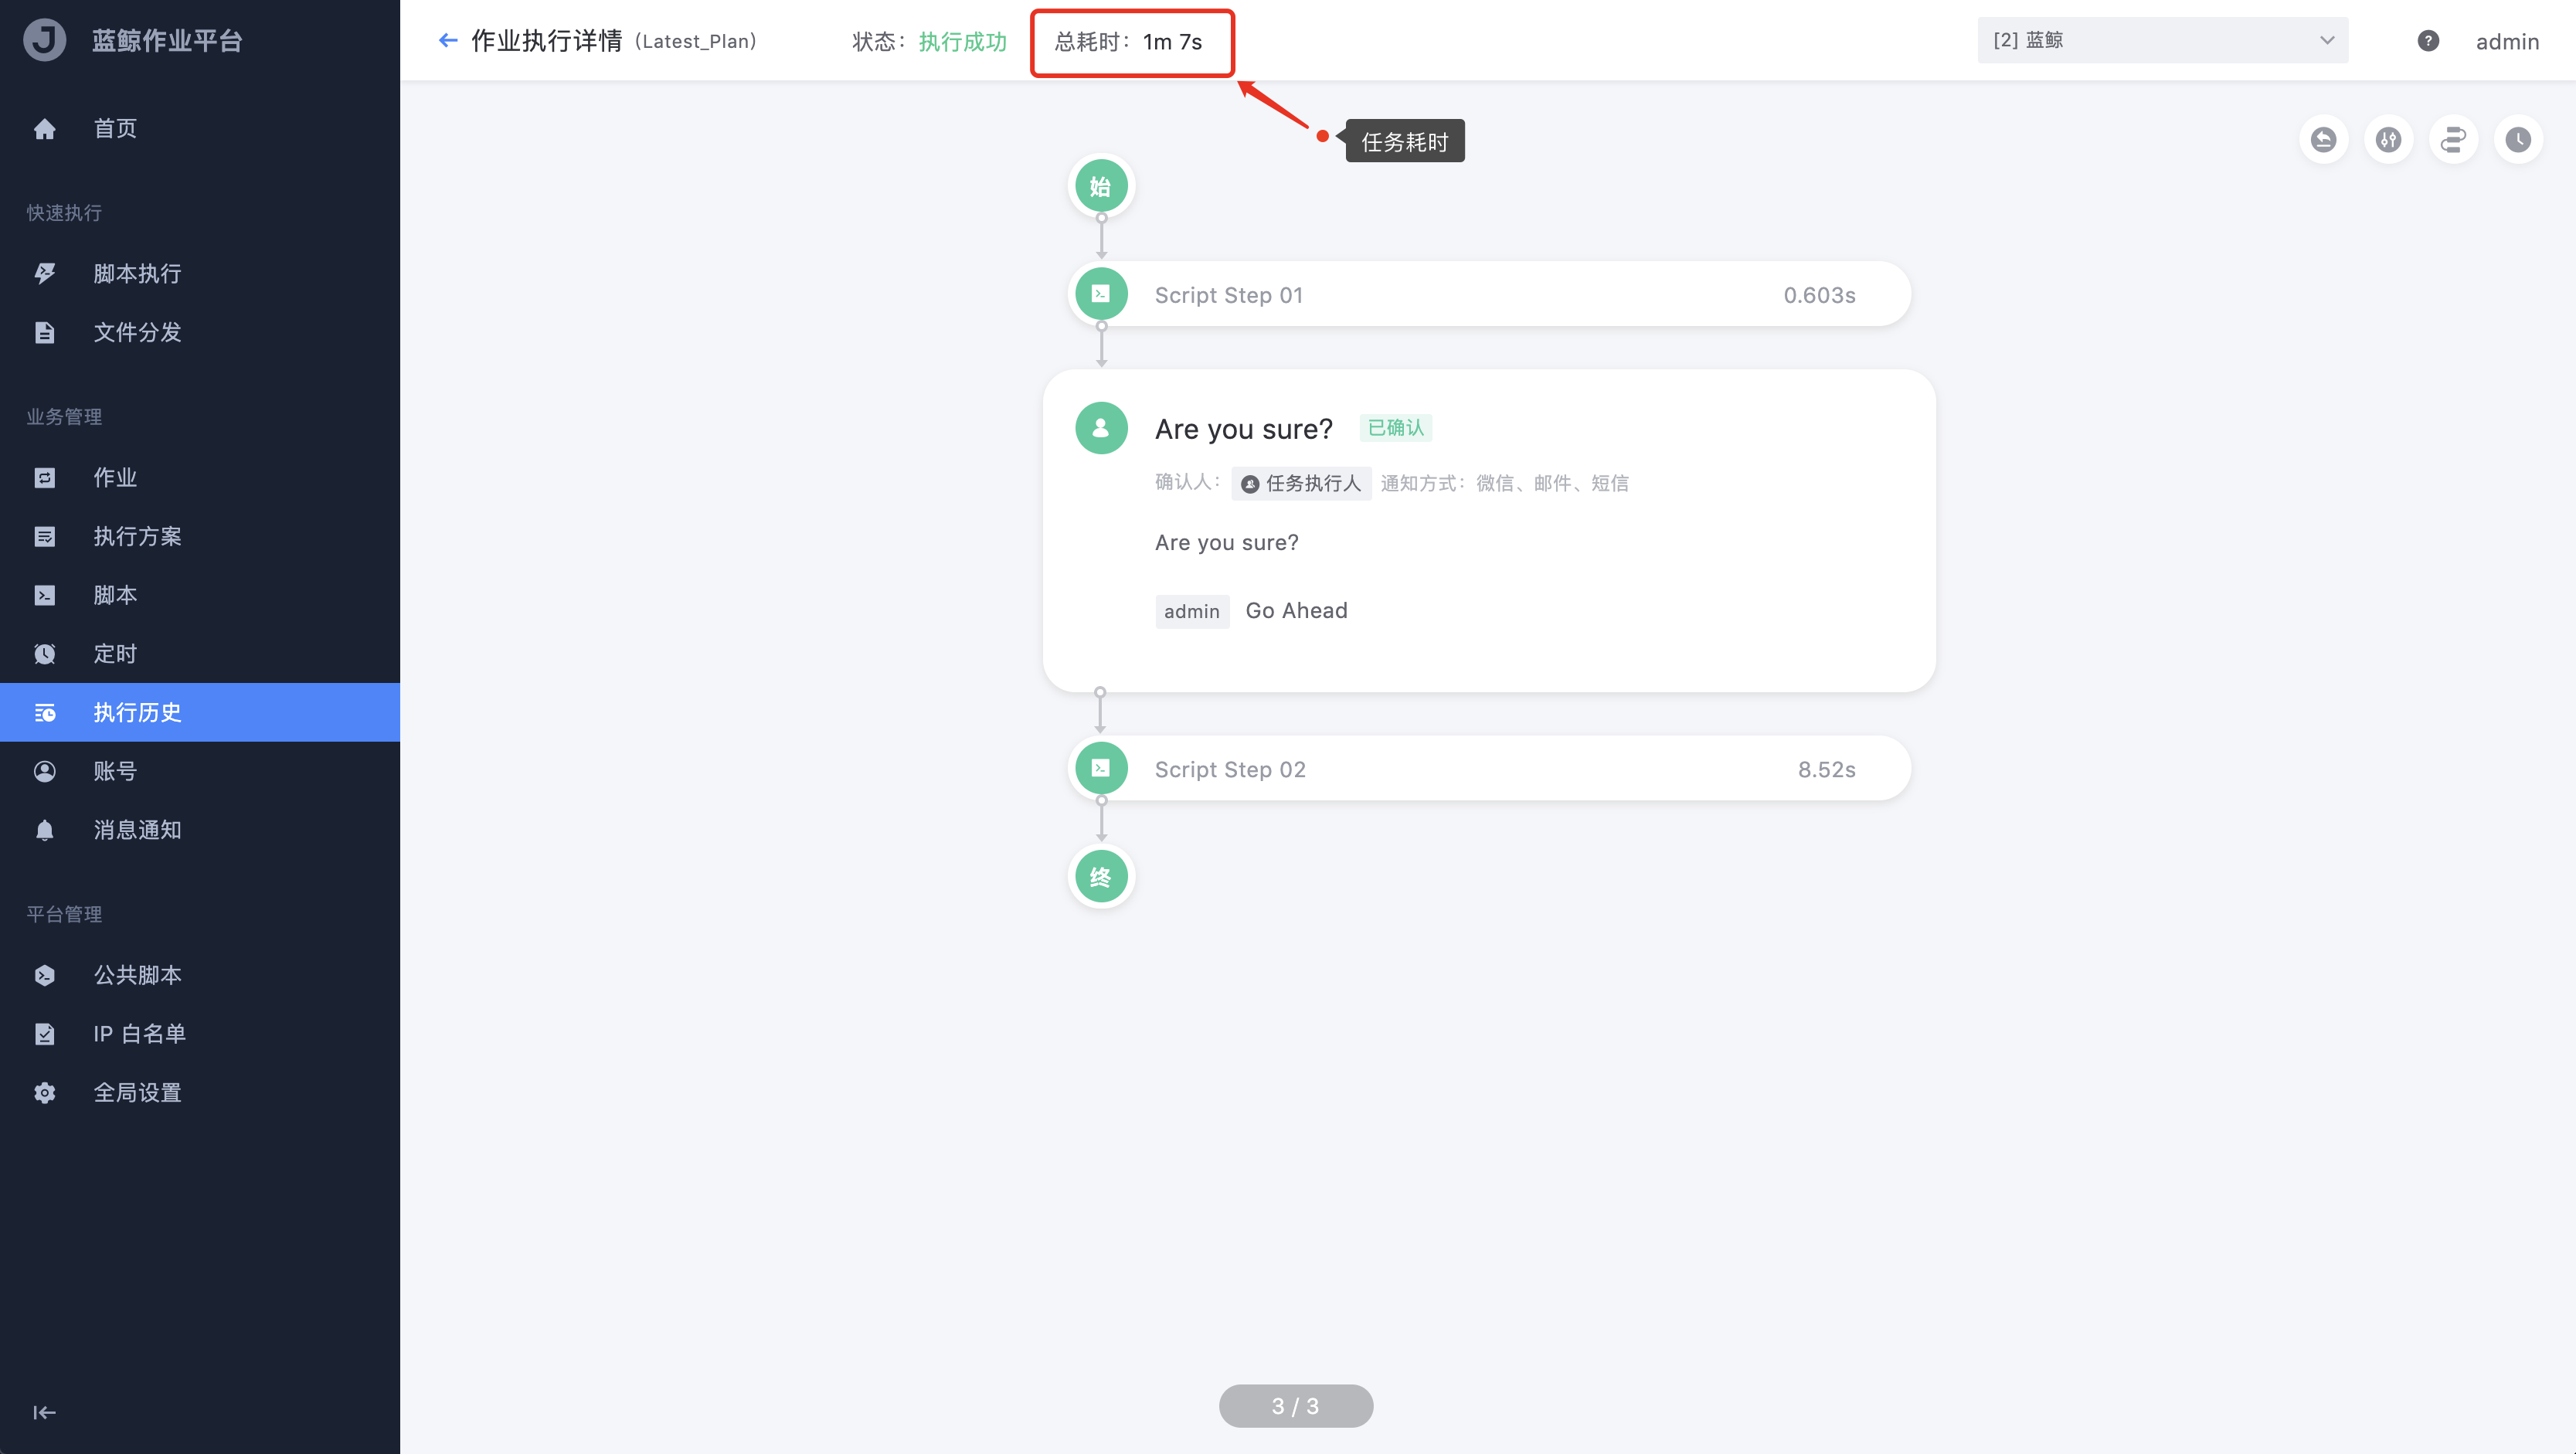 蓝鲸作业平台
首页
快速执行
脚本执行
文件分发
业务管理
作业
执行方案
脚本
定时
执行历史
账号
消息通知
平台管理
公共脚本
IP 白名单
全局设置
作业执行详情 (Latest_Plan) 状态：执行成功 总耗时：1m 7s [2] 蓝鲸 ? admin
任务耗时
始
Script Step 01 0.603s
Are you sure? 已确认
确认人： 任务执行人 通知方式：微信、邮件、短信
Are you sure?
admin Go Ahead
Script Step 02 8.52s
终
3 / 3